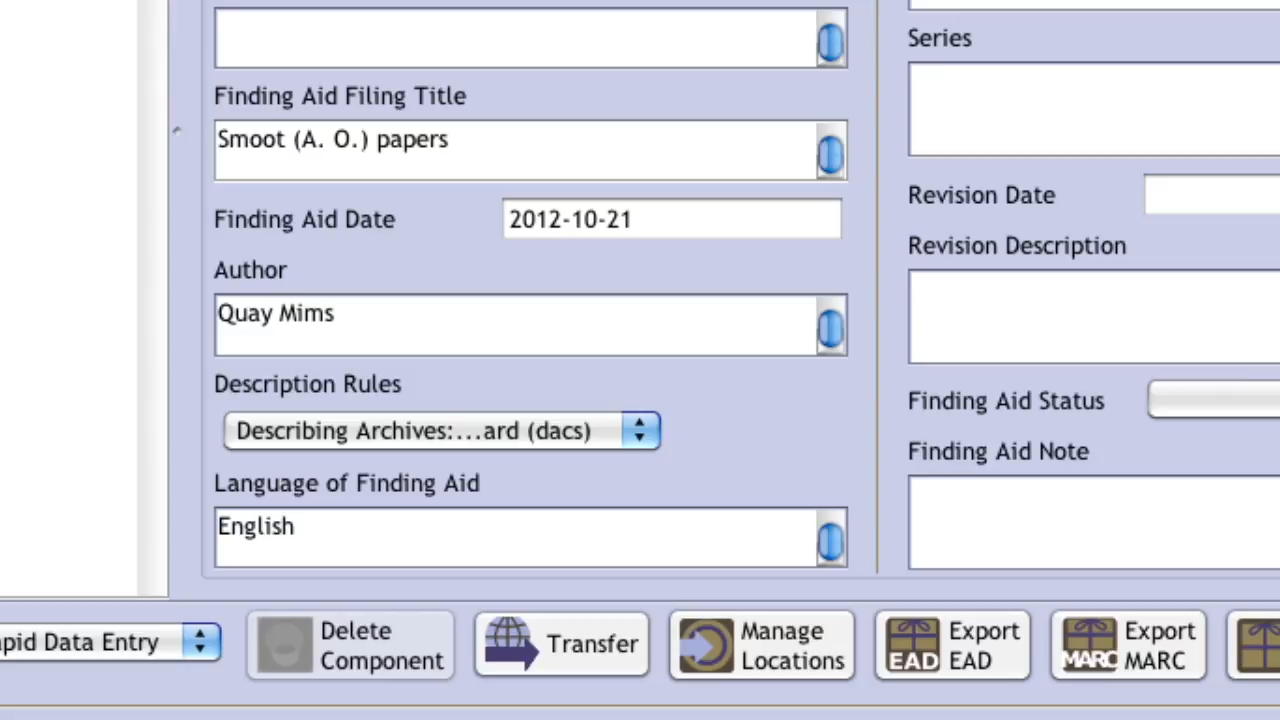 Finding Aid Filing Title
Smoot (A. O.) papers
Finding Aid Date
2012-10-21
Author
Quay Mims
Description Rules
Describing Archives:...ard (dacs)
Language of Finding Aid
English
Series
Revision Date
Revision Description
Finding Aid Status
Finding Aid Note
apid Data Entry
Delete
Component
Transfer
Manage
Locations
EAD
Export
EAD
MARC
Export
MARC